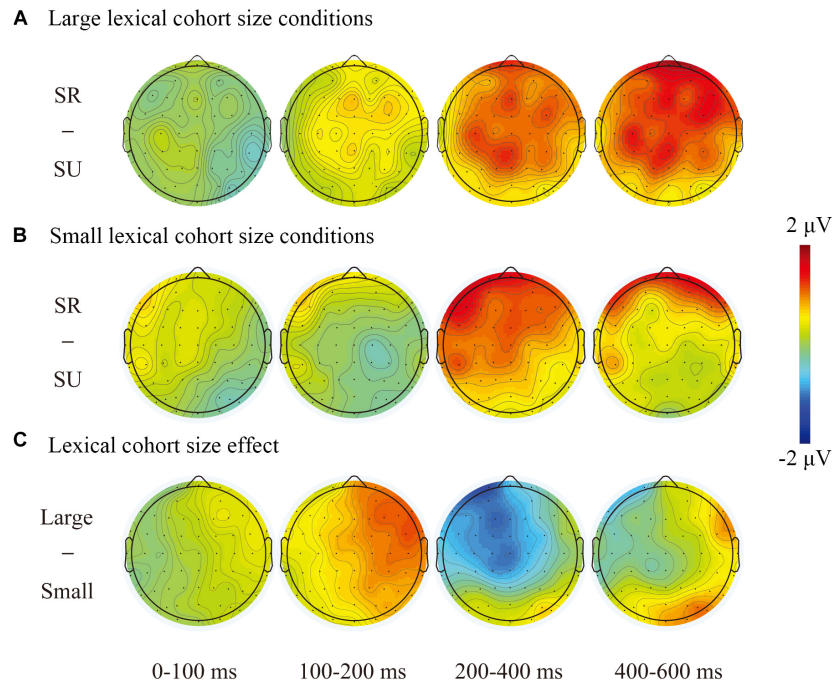 A Large lexical cohort size conditions
SR
–
SU
B Small lexical cohort size conditions
2 µV
SR
–
SU
-2 µV
C Lexical cohort size effect
Large
–
Small
0-100 ms 100-200 ms 200-400 ms 400-600 ms